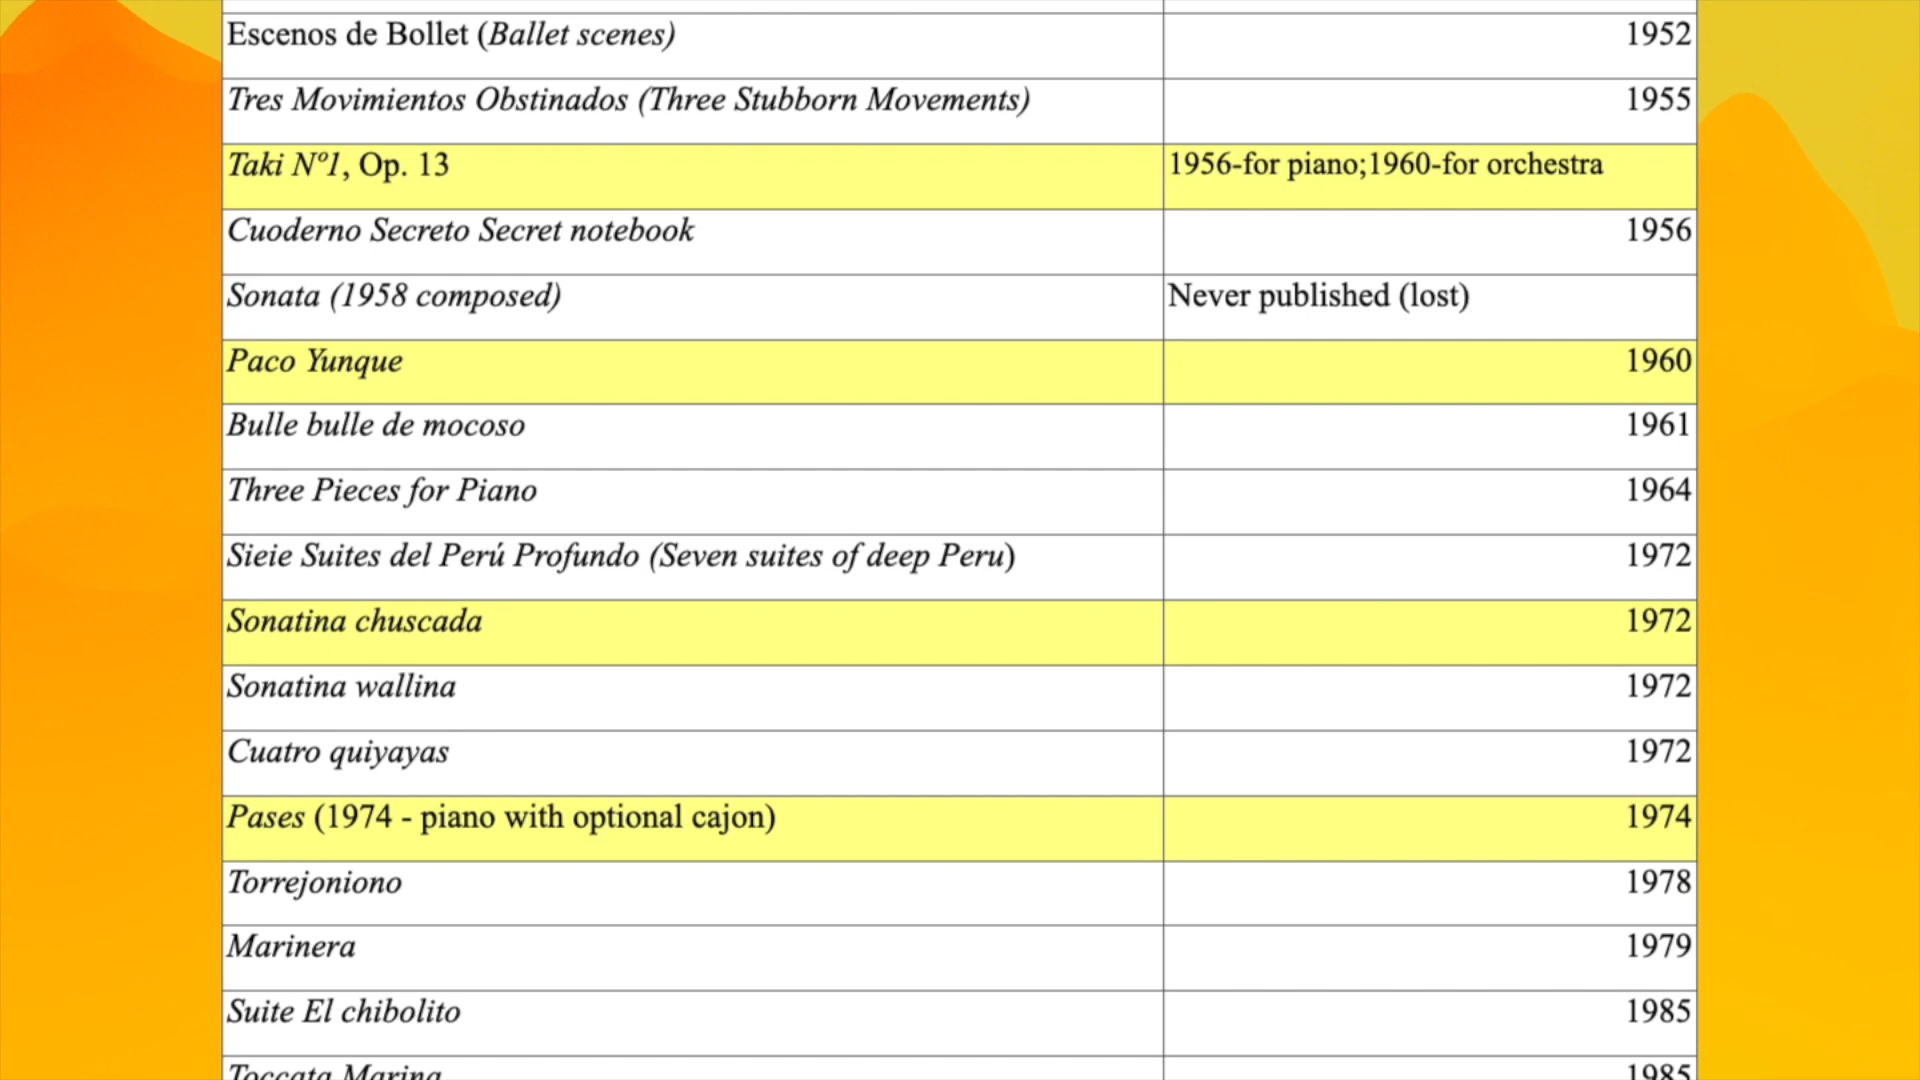 Escenos de Bollet (Ballet scenes) 1952
Tres Movimientos Obstinados (Three Stubborn Movements) 1955
Taki Nº1, Op. 13 1956-for piano;1960-for orchestra
Cuoderno Secreto Secret notebook 1956
Sonata (1958 composed) Never published (lost)
Paco Yunque 1960
Bulle bulle de mocoso 1961
Three Pieces for Piano 1964
Sieie Suites del Perú Profundo (Seven suites of deep Peru) 1972
Sonatina chuscada 1972
Sonatina wallina 1972
Cuatro quiyayas 1972
Pases (1974 - piano with optional cajon) 1974
Torrejoniono 1978
Marinera 1979
Suite El chibolito 1985
Toccata Marina 1985